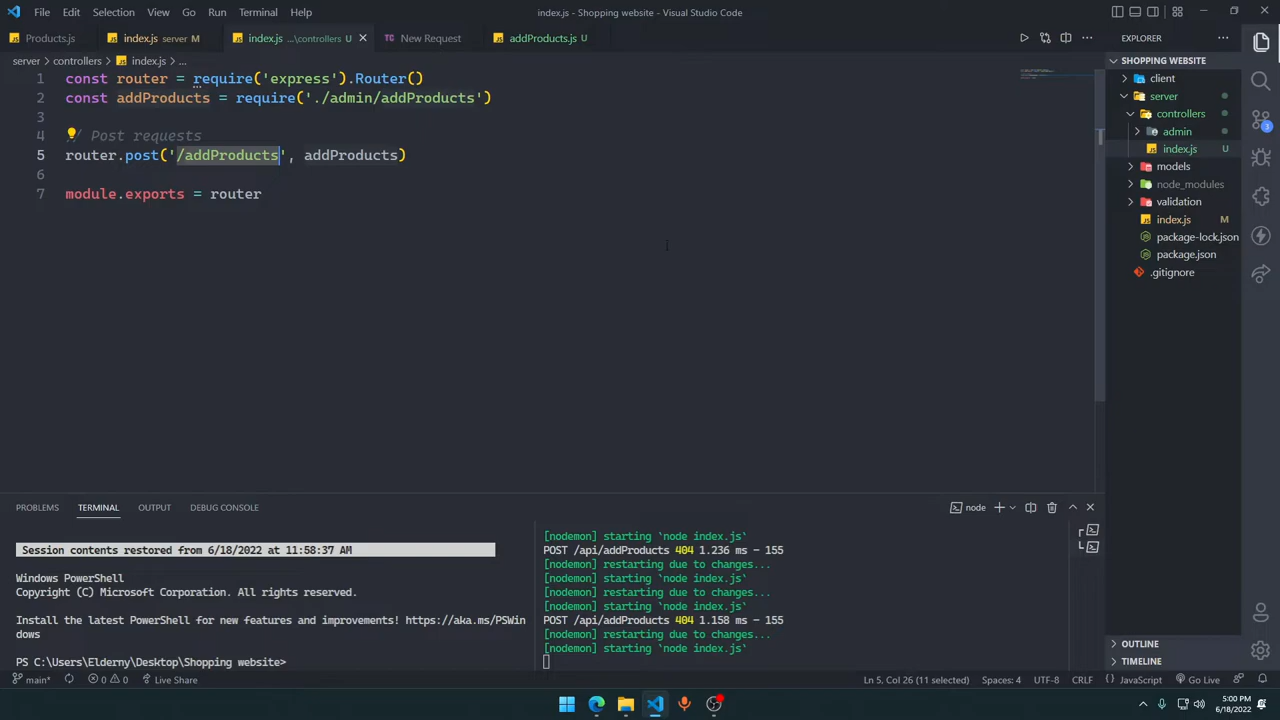 File Edit Selection View Go Run Terminal Help
index.js - Shopping website - Visual Studio Code
Products.js
index.js server M
index.js ...\controllers U
TC New Request
addProducts.js U
EXPLORER
server > controllers > index.js > ...
1 const router = require('express').Router()
2 const addProducts = require('./admin/addProducts')
3
4 // Post requests
5 router.post('/addProducts', addProducts)
6
7 module.exports = router
SHOPPING WEBSITE
client
server
controllers
admin
index.js U
models
node_modules
validation
index.js M
package-lock.json
package.json
.gitignore
3
OUTLINE
TIMELINE
PROBLEMS TERMINAL OUTPUT DEBUG CONSOLE
node
Session contents restored from 6/18/2022 at 11:58:37 AM
Windows PowerShell
Copyright (C) Microsoft Corporation. All rights reserved.
Install the latest PowerShell for new features and improvements! https://aka.ms/PSWin
dows
PS C:\Users\Elderny\Desktop\Shopping website>
[nodemon] starting `node index.js`
POST /api/addProducts 404 1.236 ms - 155
[nodemon] restarting due to changes...
[nodemon] starting `node index.js`
[nodemon] restarting due to changes...
[nodemon] starting `node index.js`
POST /api/addProducts 404 1.158 ms - 155
[nodemon] restarting due to changes...
[nodemon] starting `node index.js`
main* 0 0 Live Share
Ln 5, Col 26 (11 selected) Spaces: 4 UTF-8 CRLF JavaScript Go Live
5:00 PM
6/18/2022